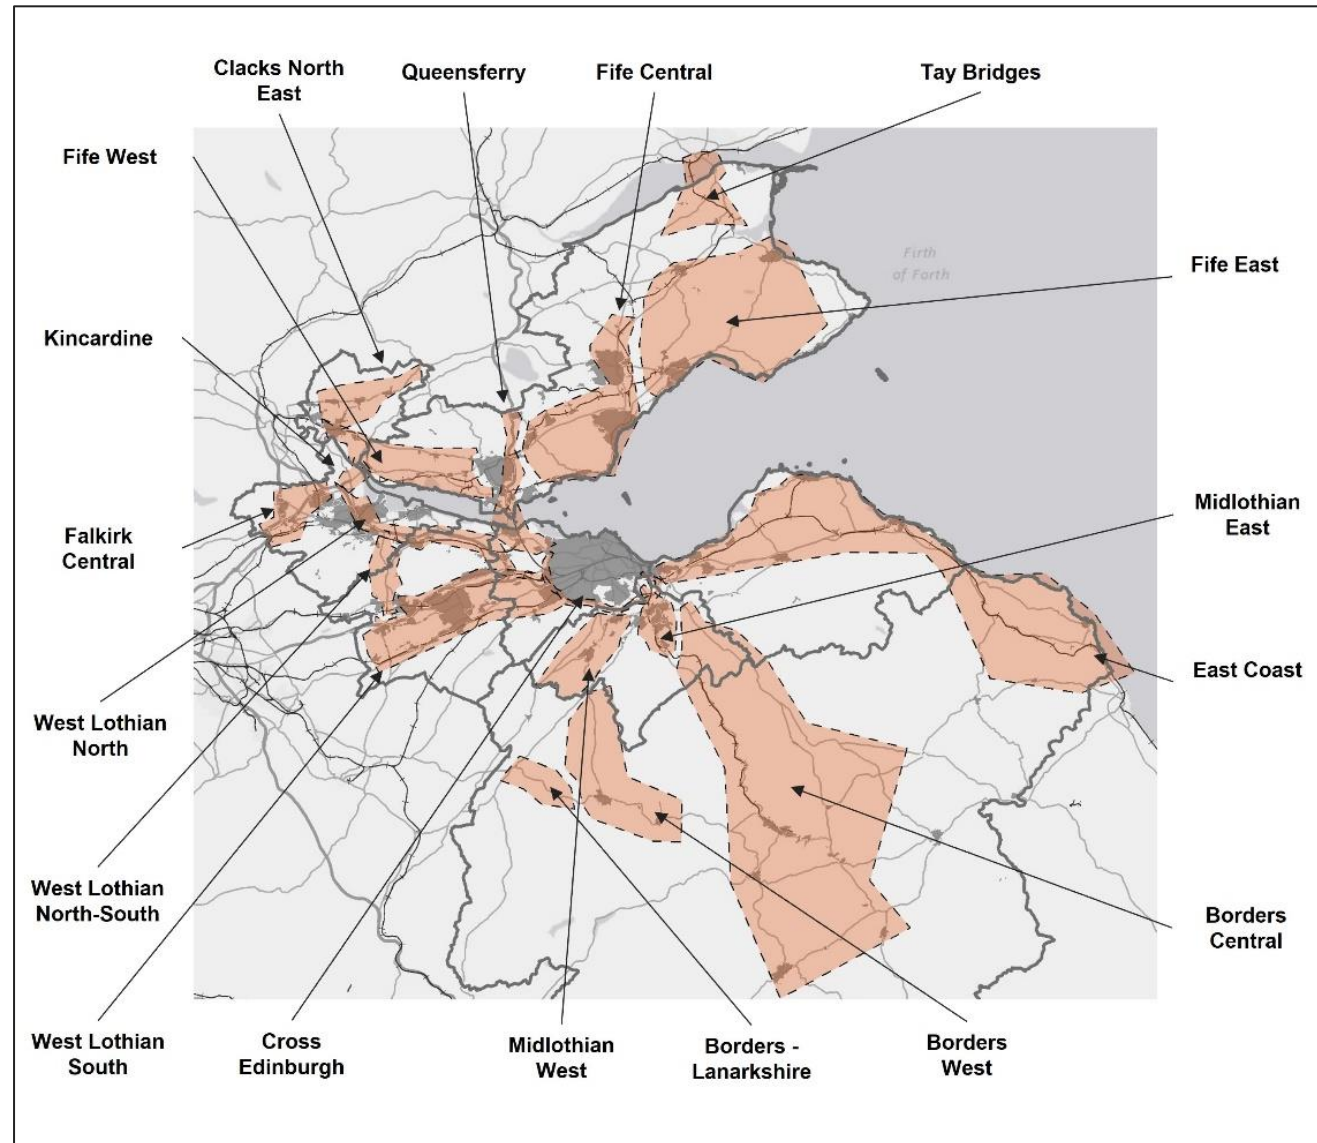 Clacks North
East
Queensferry
Fife Central
Tay Bridges
Fife West
Firth
of Forth
Fife East
Kincardine
Midlothian
East
Falkirk
Central
East Coast
West Lothian
North
West Lothian
North-South
Borders
Central
West Lothian
South
Cross
Edinburgh
Midlothian
West
Borders -
Lanarkshire
Borders
West